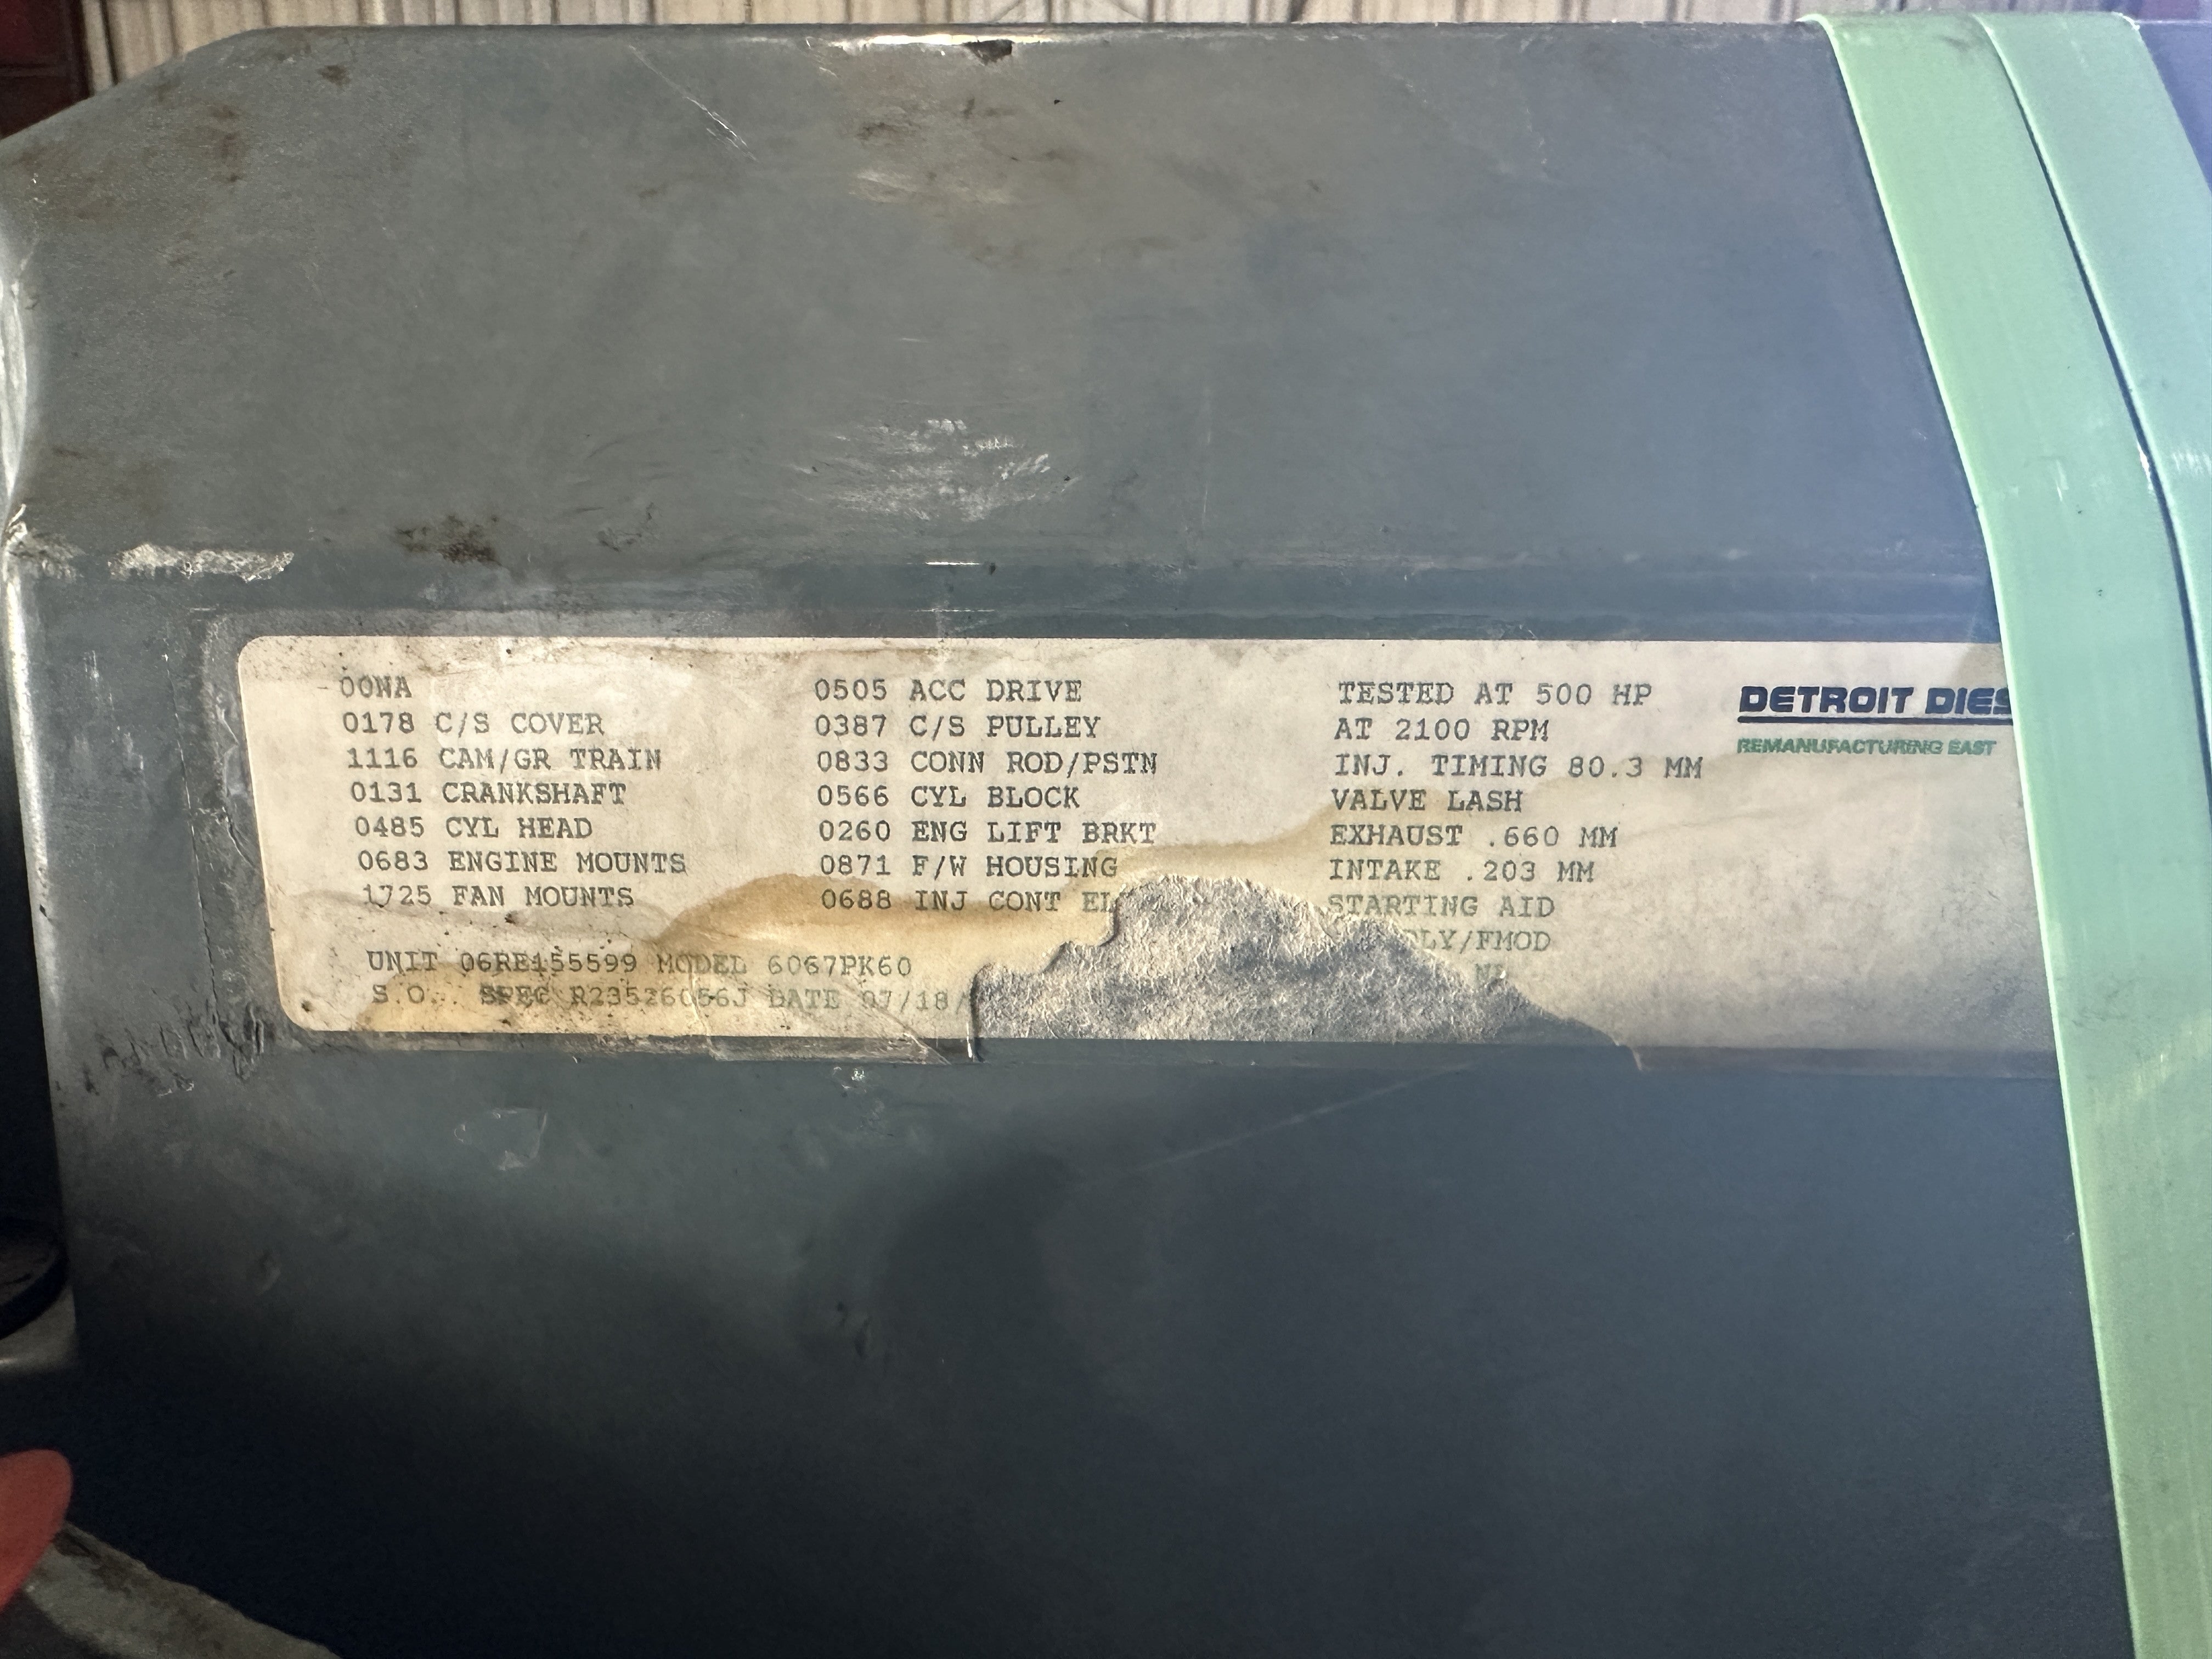 00NA
0178 C/S COVER
1116 CAM/GR TRAIN
0131 CRANKSHAFT
0485 CYL HEAD
0683 ENGINE MOUNTS
1725 FAN MOUNTS
0505 ACC DRIVE
0387 C/S PULLEY
0833 CONN ROD/PSTN
0566 CYL BLOCK
0260 ENG LIFT BRKT
0871 F/W HOUSING
0688 INJ CONT
TESTED AT 500 HP
AT 2100 RPM
INJ. TIMING 80.3 MM
VALVE LASH
EXHAUST .660 MM
INTAKE .203 MM
STARTING AID
LY/FMOD
DETROIT DIES
REMANUFACTURING EAST
UNIT 06RE155599 MODEL 6067PK60
S.O. SPEC R23526056J DATE 07/18/